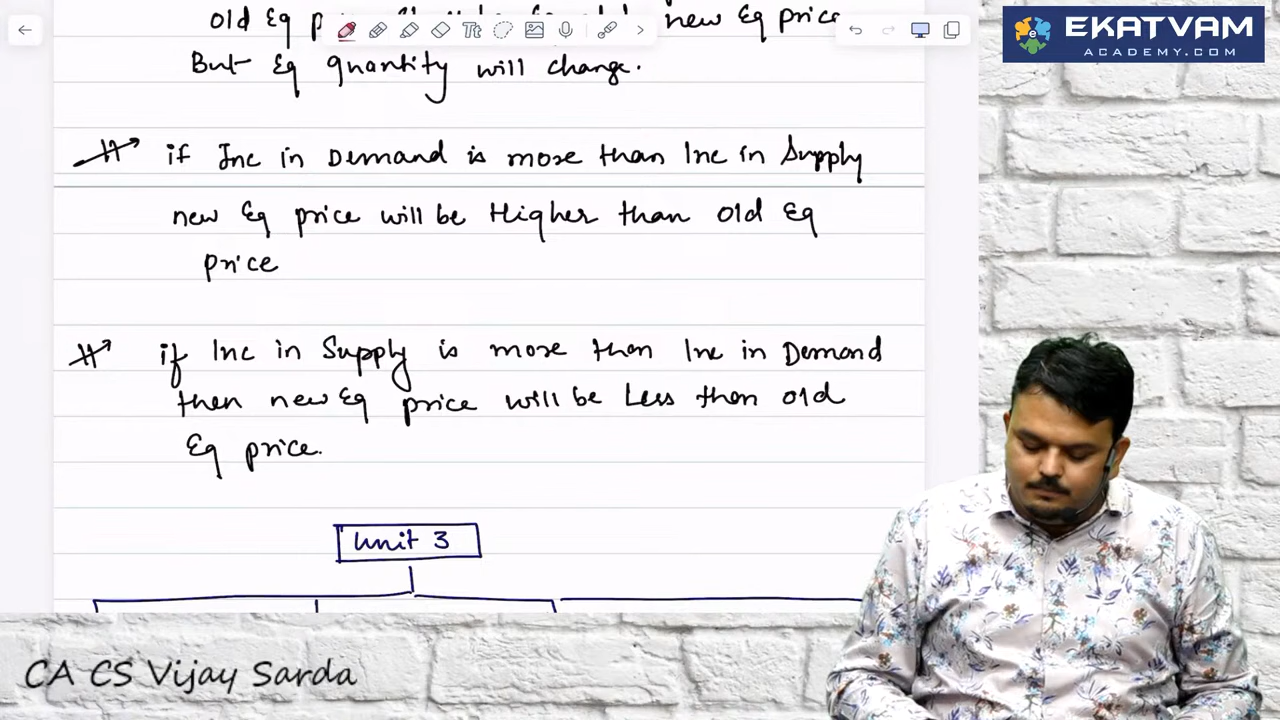 old Eq new Eq price
But Eq quantity will change.
if Inc in Demand is more than Inc in Supply
new Eq price will be Higher than old Eq
price
if Inc in Supply is more then Inc in Demand
then new Eq price will be Less then old
Eq price.
Unit 3
EKATVAM
ACADEMY.COM
CA CS Vijay Sarda